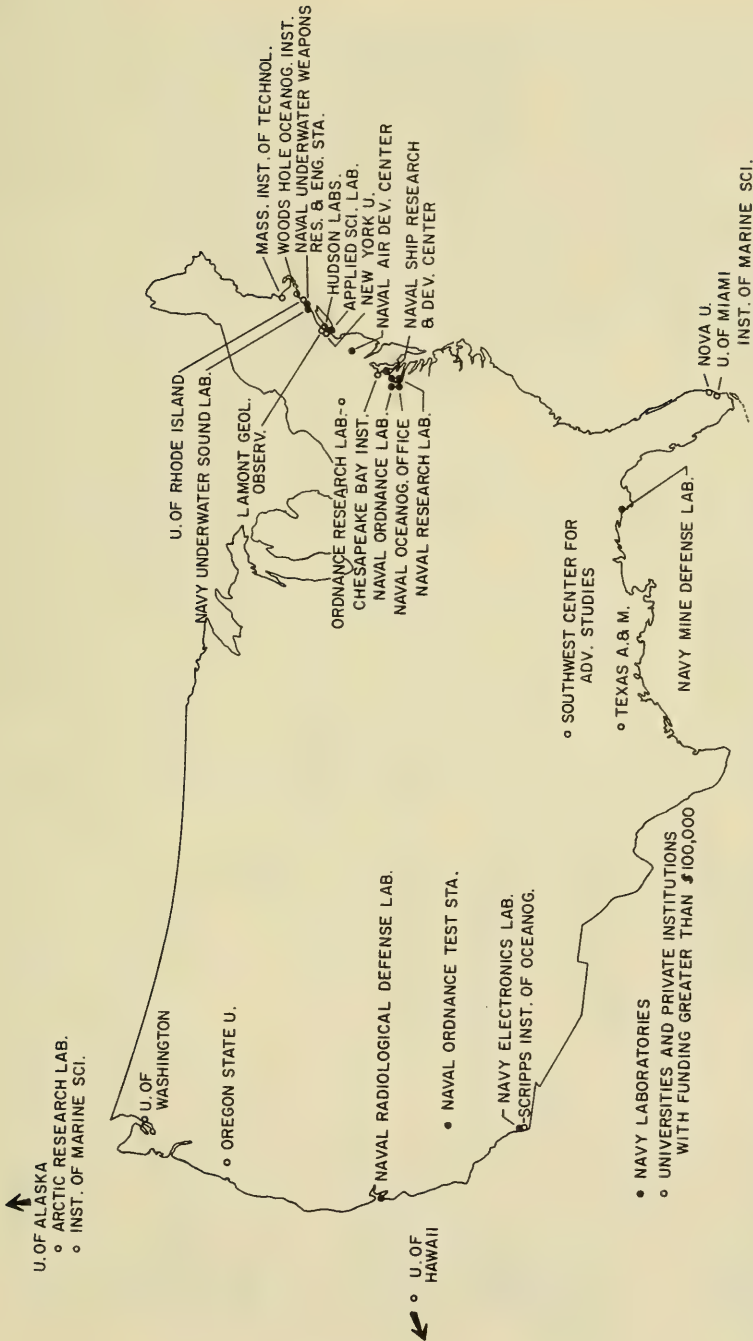 U. OF ALASKA
ARCTIC RESEARCH LAB.
INST. OF MARINE SCI.
U. OF
WASHINGTON
OREGON STATE U.
U. OF
HAWAII
NAVAL RADIOLOGICAL DEFENSE LAB.
NAVAL ORDNANCE TEST STA.
NAVY ELECTRONICS LAB.
SCRIPPS INST. OF OCEANOG.
U. OF RHODE ISLAND
NAVY UNDERWATER SOUND LAB.
LAMONT GEOL.
OBSERV.
ORDNANCE RESEARCH LAB.
CHESAPEAKE BAY INST.
NAVAL ORDNANCE LAB.
NAVAL OCEANOG. OFFICE
NAVAL RESEARCH LAB.
MASS. INST. OF TECHNOL.
WOODS HOLE OCEANOG. INST.
NAVAL UNDERWATER WEAPONS
RES. & ENG. STA.
HUDSON LABS.
APPLIED SCI. LAB.
NEW YORK U.
NAVAL AIR DEV. CENTER
NAVAL SHIP RESEARCH
& DEV. CENTER
SOUTHWEST CENTER FOR
ADV. STUDIES
TEXAS A. & M.
NAVY MINE DEFENSE LAB.
NOVA U.
U. OF MIAMI
INST. OF MARINE SCI.
NAVY LABORATORIES
UNIVERSITIES AND PRIVATE INSTITUTIONS
WITH FUNDING GREATER THAN $100,000